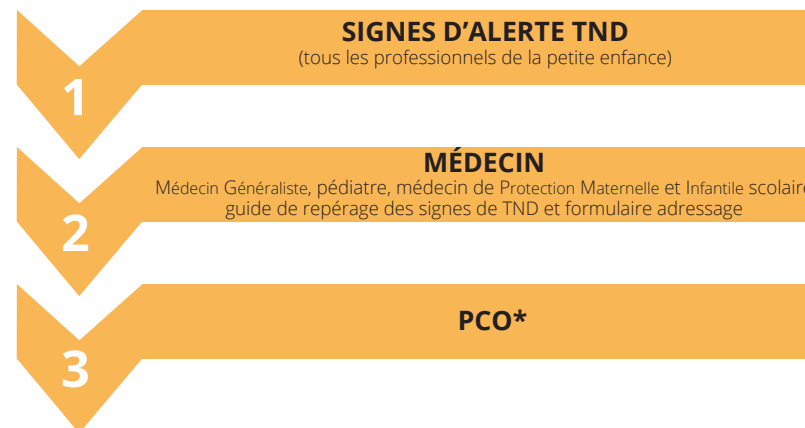 SIGNES D’ALERTE TND
(tous les professionnels de la petite enfance)
1
MÉDECIN
Médecin Généraliste, pédiatre, médecin de Protection Maternelle et Infantile scolaire
guide de repérage des signes de TND et formulaire adressage
2
PCO*
3